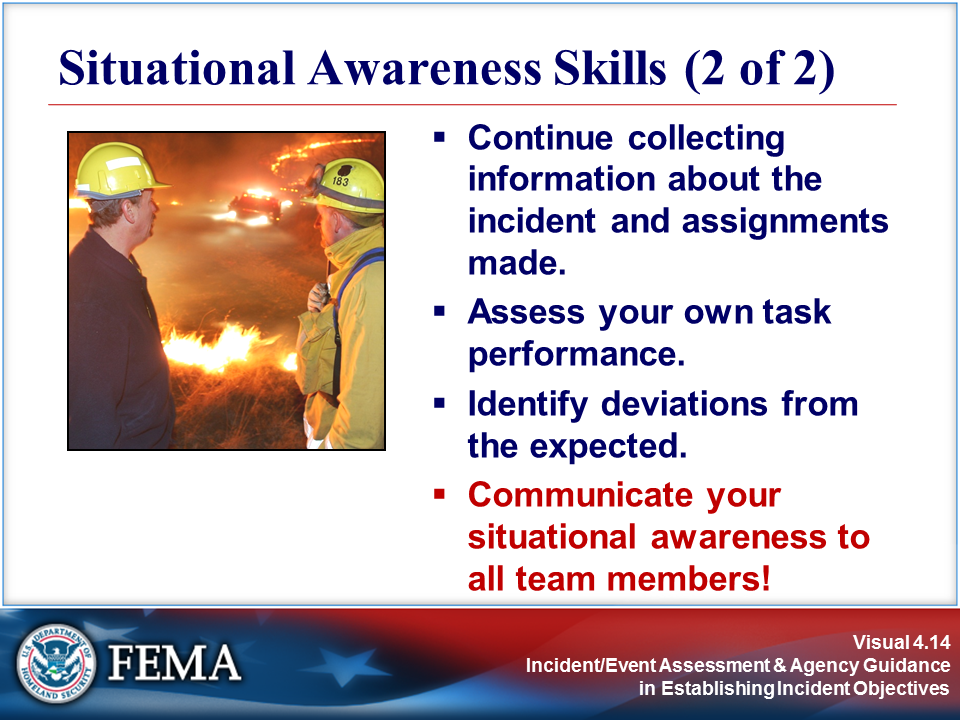 Situational Awareness Skills (2 of 2)
183
▪ Continue collecting
information about the
incident and assignments
made.
▪ Assess your own task
performance.
▪ Identify deviations from
the expected.
▪ Communicate your
situational awareness to
all team members!
U.S. DEPARTMENT OF
HOMELAND SECURITY
FEMA
Visual 4.14
Incident/Event Assessment & Agency Guidance
in Establishing Incident Objectives